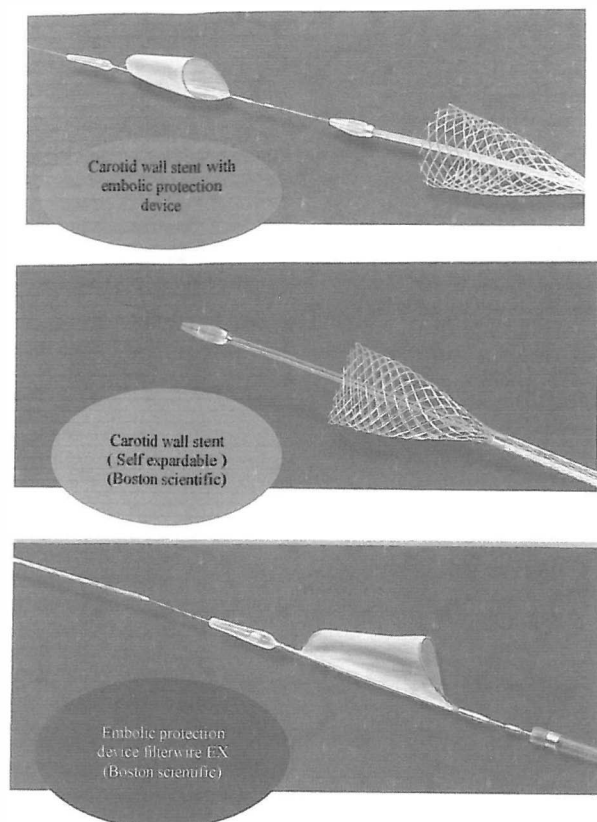 Carotid wall stent with
embolic protection
device
Carotid wall stent
( Self expardable )
(Boston scientific)
Embolic protection
device filterwire EX
(Boston scientific)